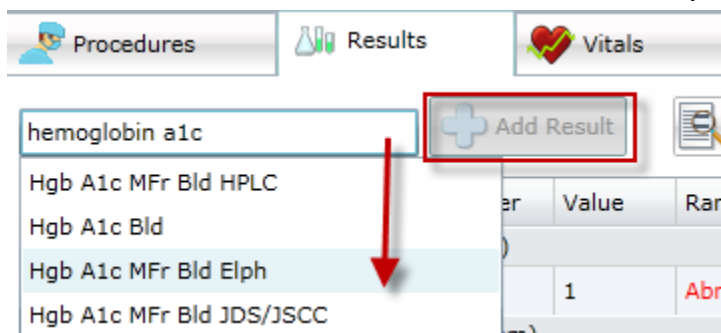 Procedures Results Vitals
hemoglobin a1c Add Result
Hgb A1c MFr Bld HPLC
er Value Ran
Hgb A1c Bld
)
Hgb A1c MFr Bld Elph
1 Abn
Hgb A1c MFr Bld JDS/JSCC